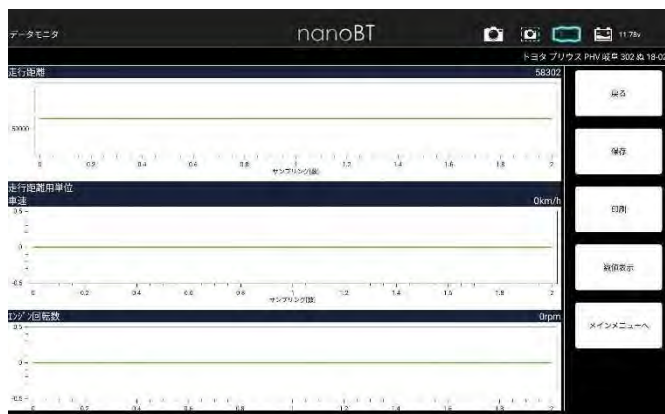 データモニタ
nanoBT
11.78v
トヨタ プリウス PHV 岐阜 302 ぬ 18-02
走行距離
58302
50000
0 0.2 0.4 0.6 0.8 1 1.2 1.4 1.6 1.8 2
サンプリング[数]
走行距離用単位
車速
0km/h
0.5
0
-0.5
0 0.2 0.4 0.6 0.8 1 1.2 1.4 1.6 1.8 2
サンプリング[数]
エンジン回転数
0rpm
0.5
0
-0.5
0 0.2 0.4 0.6 0.8 1 1.2 1.4 1.6 1.8 2
戻る
保存
印刷
数値表示
メインメニューへ